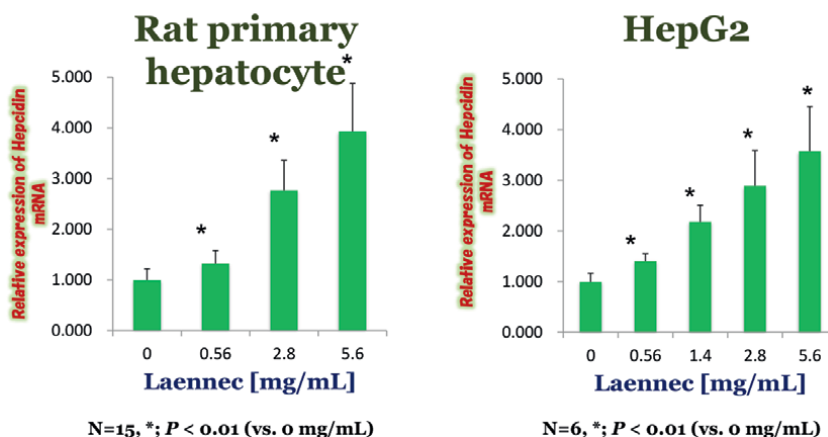 Rat primary
hepatocyte
*
5.000
4.000
3.000
2.000
1.000
0.000
*
*
Relative expression of Hepcidin
mRNA
0 0.56 2.8 5.6
Laennec [mg/mL]
N=15, *; P < 0.01 (vs. 0 mg/mL)
HepG2
5.000
4.000
3.000
2.000
1.000
0.000
*
*
*
*
Relative expression of Hepcidin
mRNA
0 0.56 1.4 2.8 5.6
Laennec [mg/mL]
N=6, *; P < 0.01 (vs. 0 mg/mL)